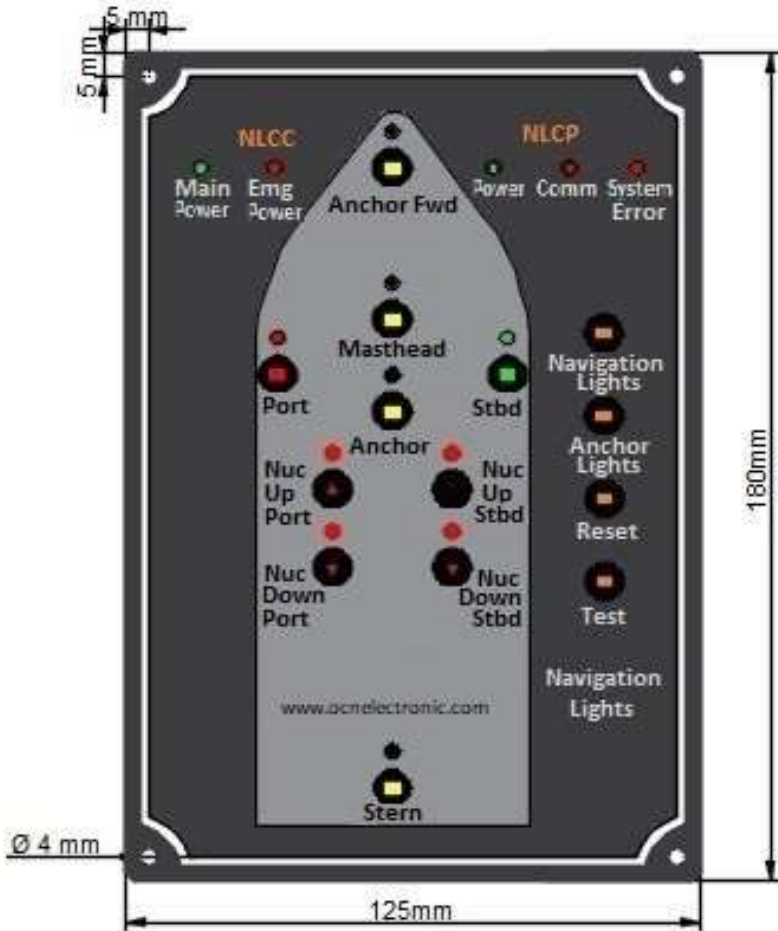 5 mm
5 mm
NLCC
NLCP
Main
Power
Emg
Power
Power
Comm
System
Error
Anchor Fwd
Masthead
Port
Stbd
Anchor
Navigation
Lights
Anchor
Lights
Nuc
Up
Port
Nuc
Up
Stbd
Reset
Nuc
Down
Port
Nuc
Down
Stbd
Test
Navigation
Lights
www.ocnelectronic.com
Stern
180mm
Ø 4 mm
125mm